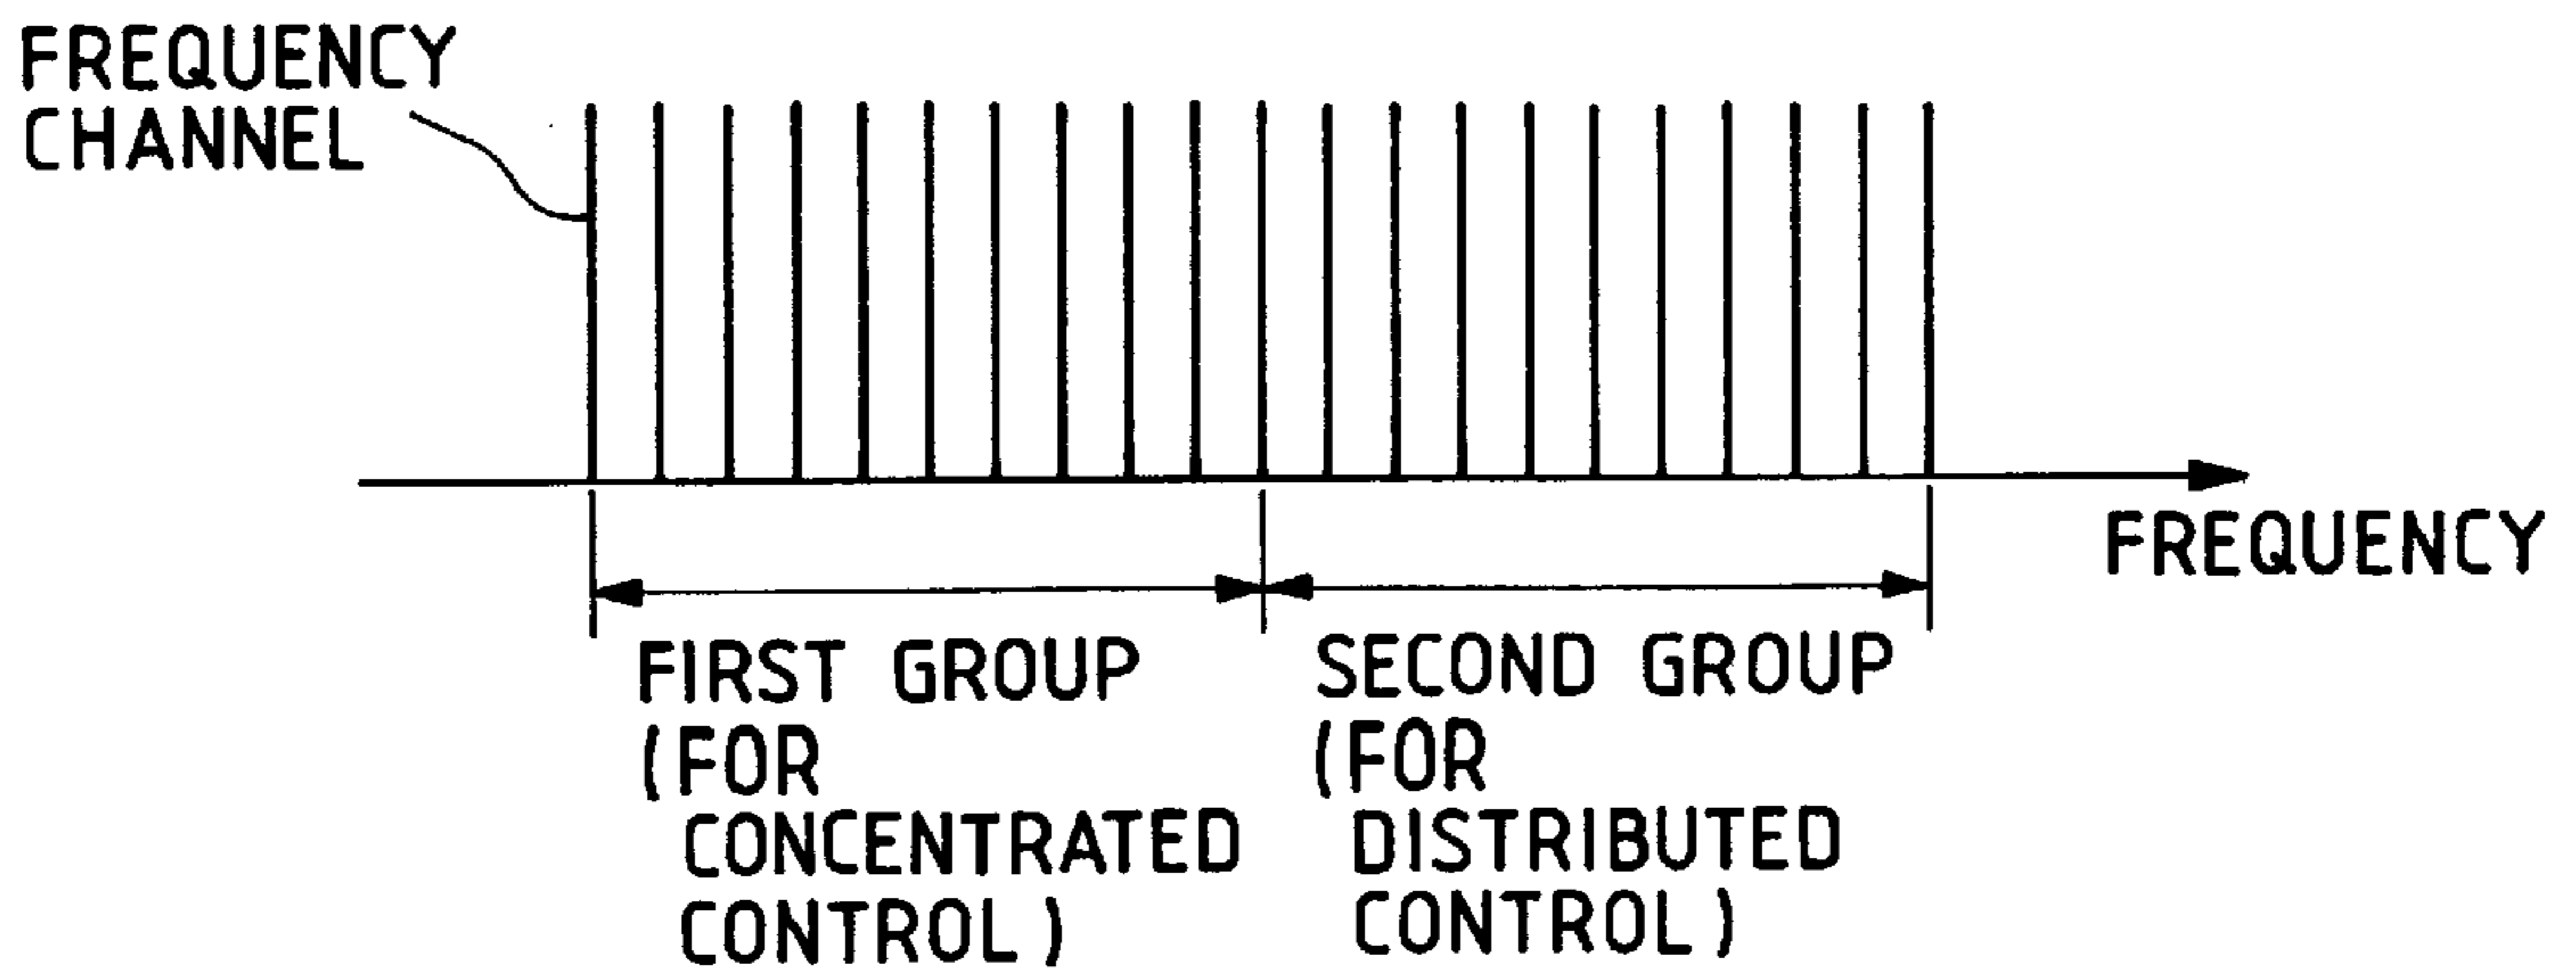 FREQUENCY
CHANNEL
FREQUENCY
FIRST GROUP
(FOR
CONCENTRATED
CONTROL)
SECOND GROUP
(FOR
DISTRIBUTED
CONTROL)